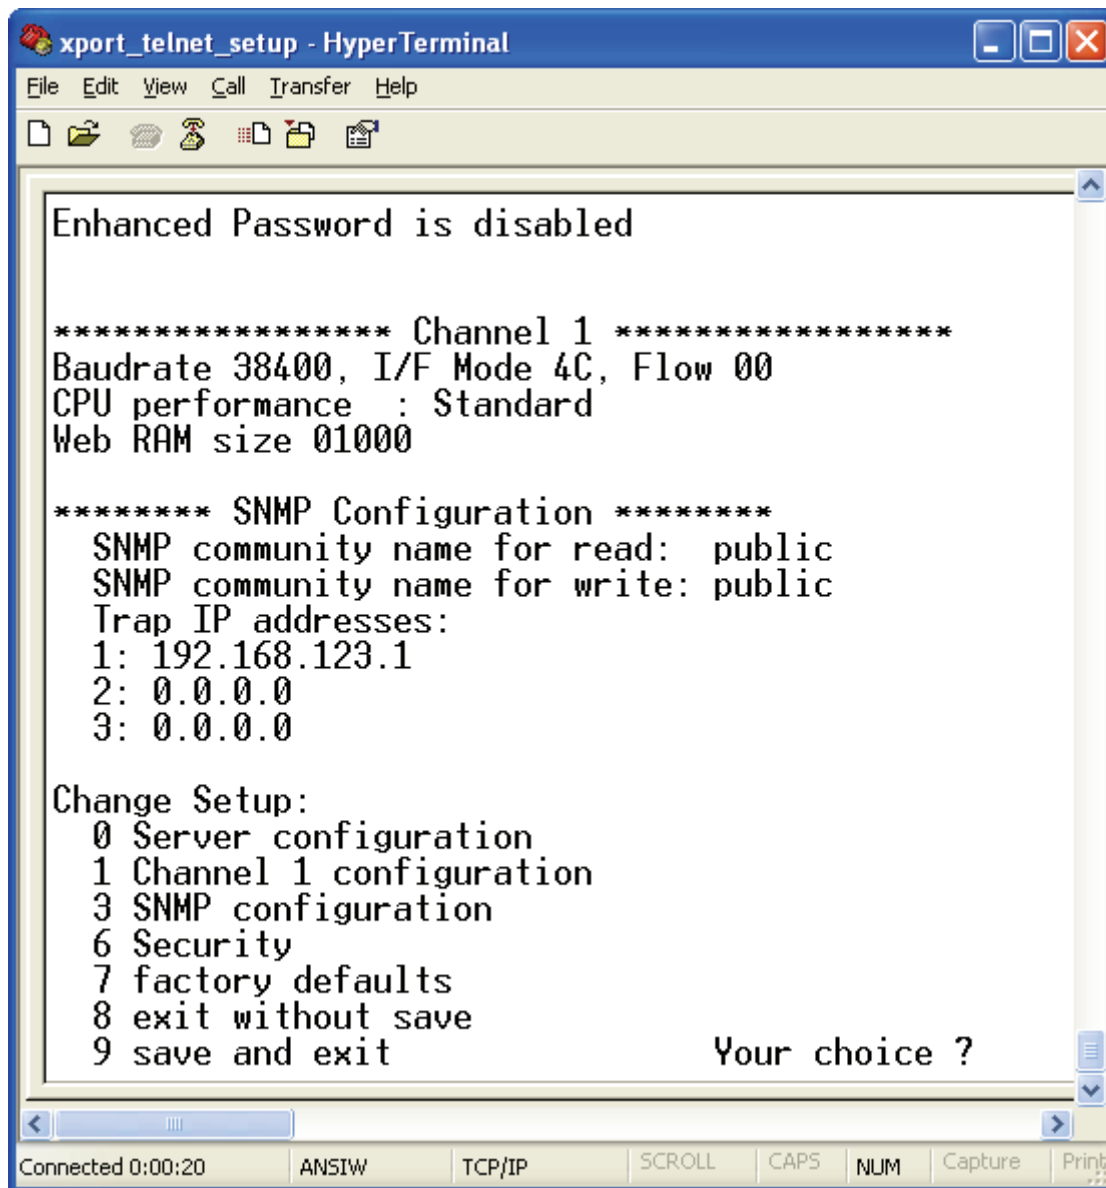 xport_telnet_setup - HyperTerminal
File Edit View Call Transfer Help
Enhanced Password is disabled
***************** Channel 1 *****************
Baudrate 38400, I/F Mode 4C, Flow 00
CPU performance  : Standard
Web RAM size 01000
******** SNMP Configuration ********
SNMP community name for read:  public
SNMP community name for write: public
Trap IP addresses:
1: 192.168.123.1
2: 0.0.0.0
3: 0.0.0.0
Change Setup:
0 Server configuration
1 Channel 1 configuration
3 SNMP configuration
6 Security
7 factory defaults
8 exit without save
9 save and exit                Your choice ?
Connected 0:00:20 ANSIW TCP/IP SCROLL CAPS NUM Capture Print